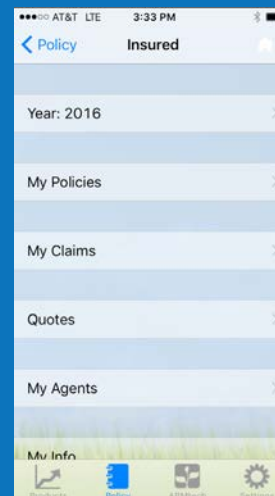 AT&T LTE 3:33 PM
Policy Insured
Year: 2016
My Policies
My Claims
Quotes
My Agents
My Info
Products Policy